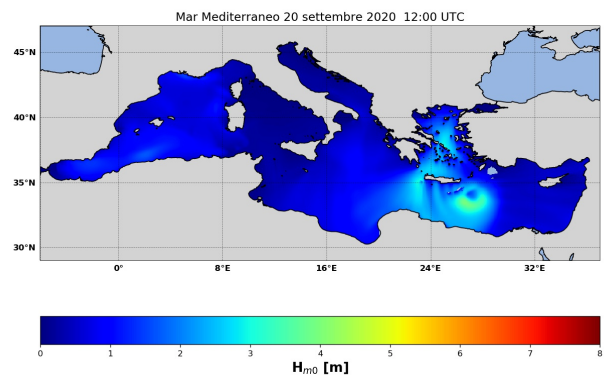 Mar Mediterraneo 20 settembre 2020 12:00 UTC
45°N
40°N
35°N
30°N
0° 8°E 16°E 24°E 32°E
0 1 2 3 4 5 6 7 8
Hm0 [m]